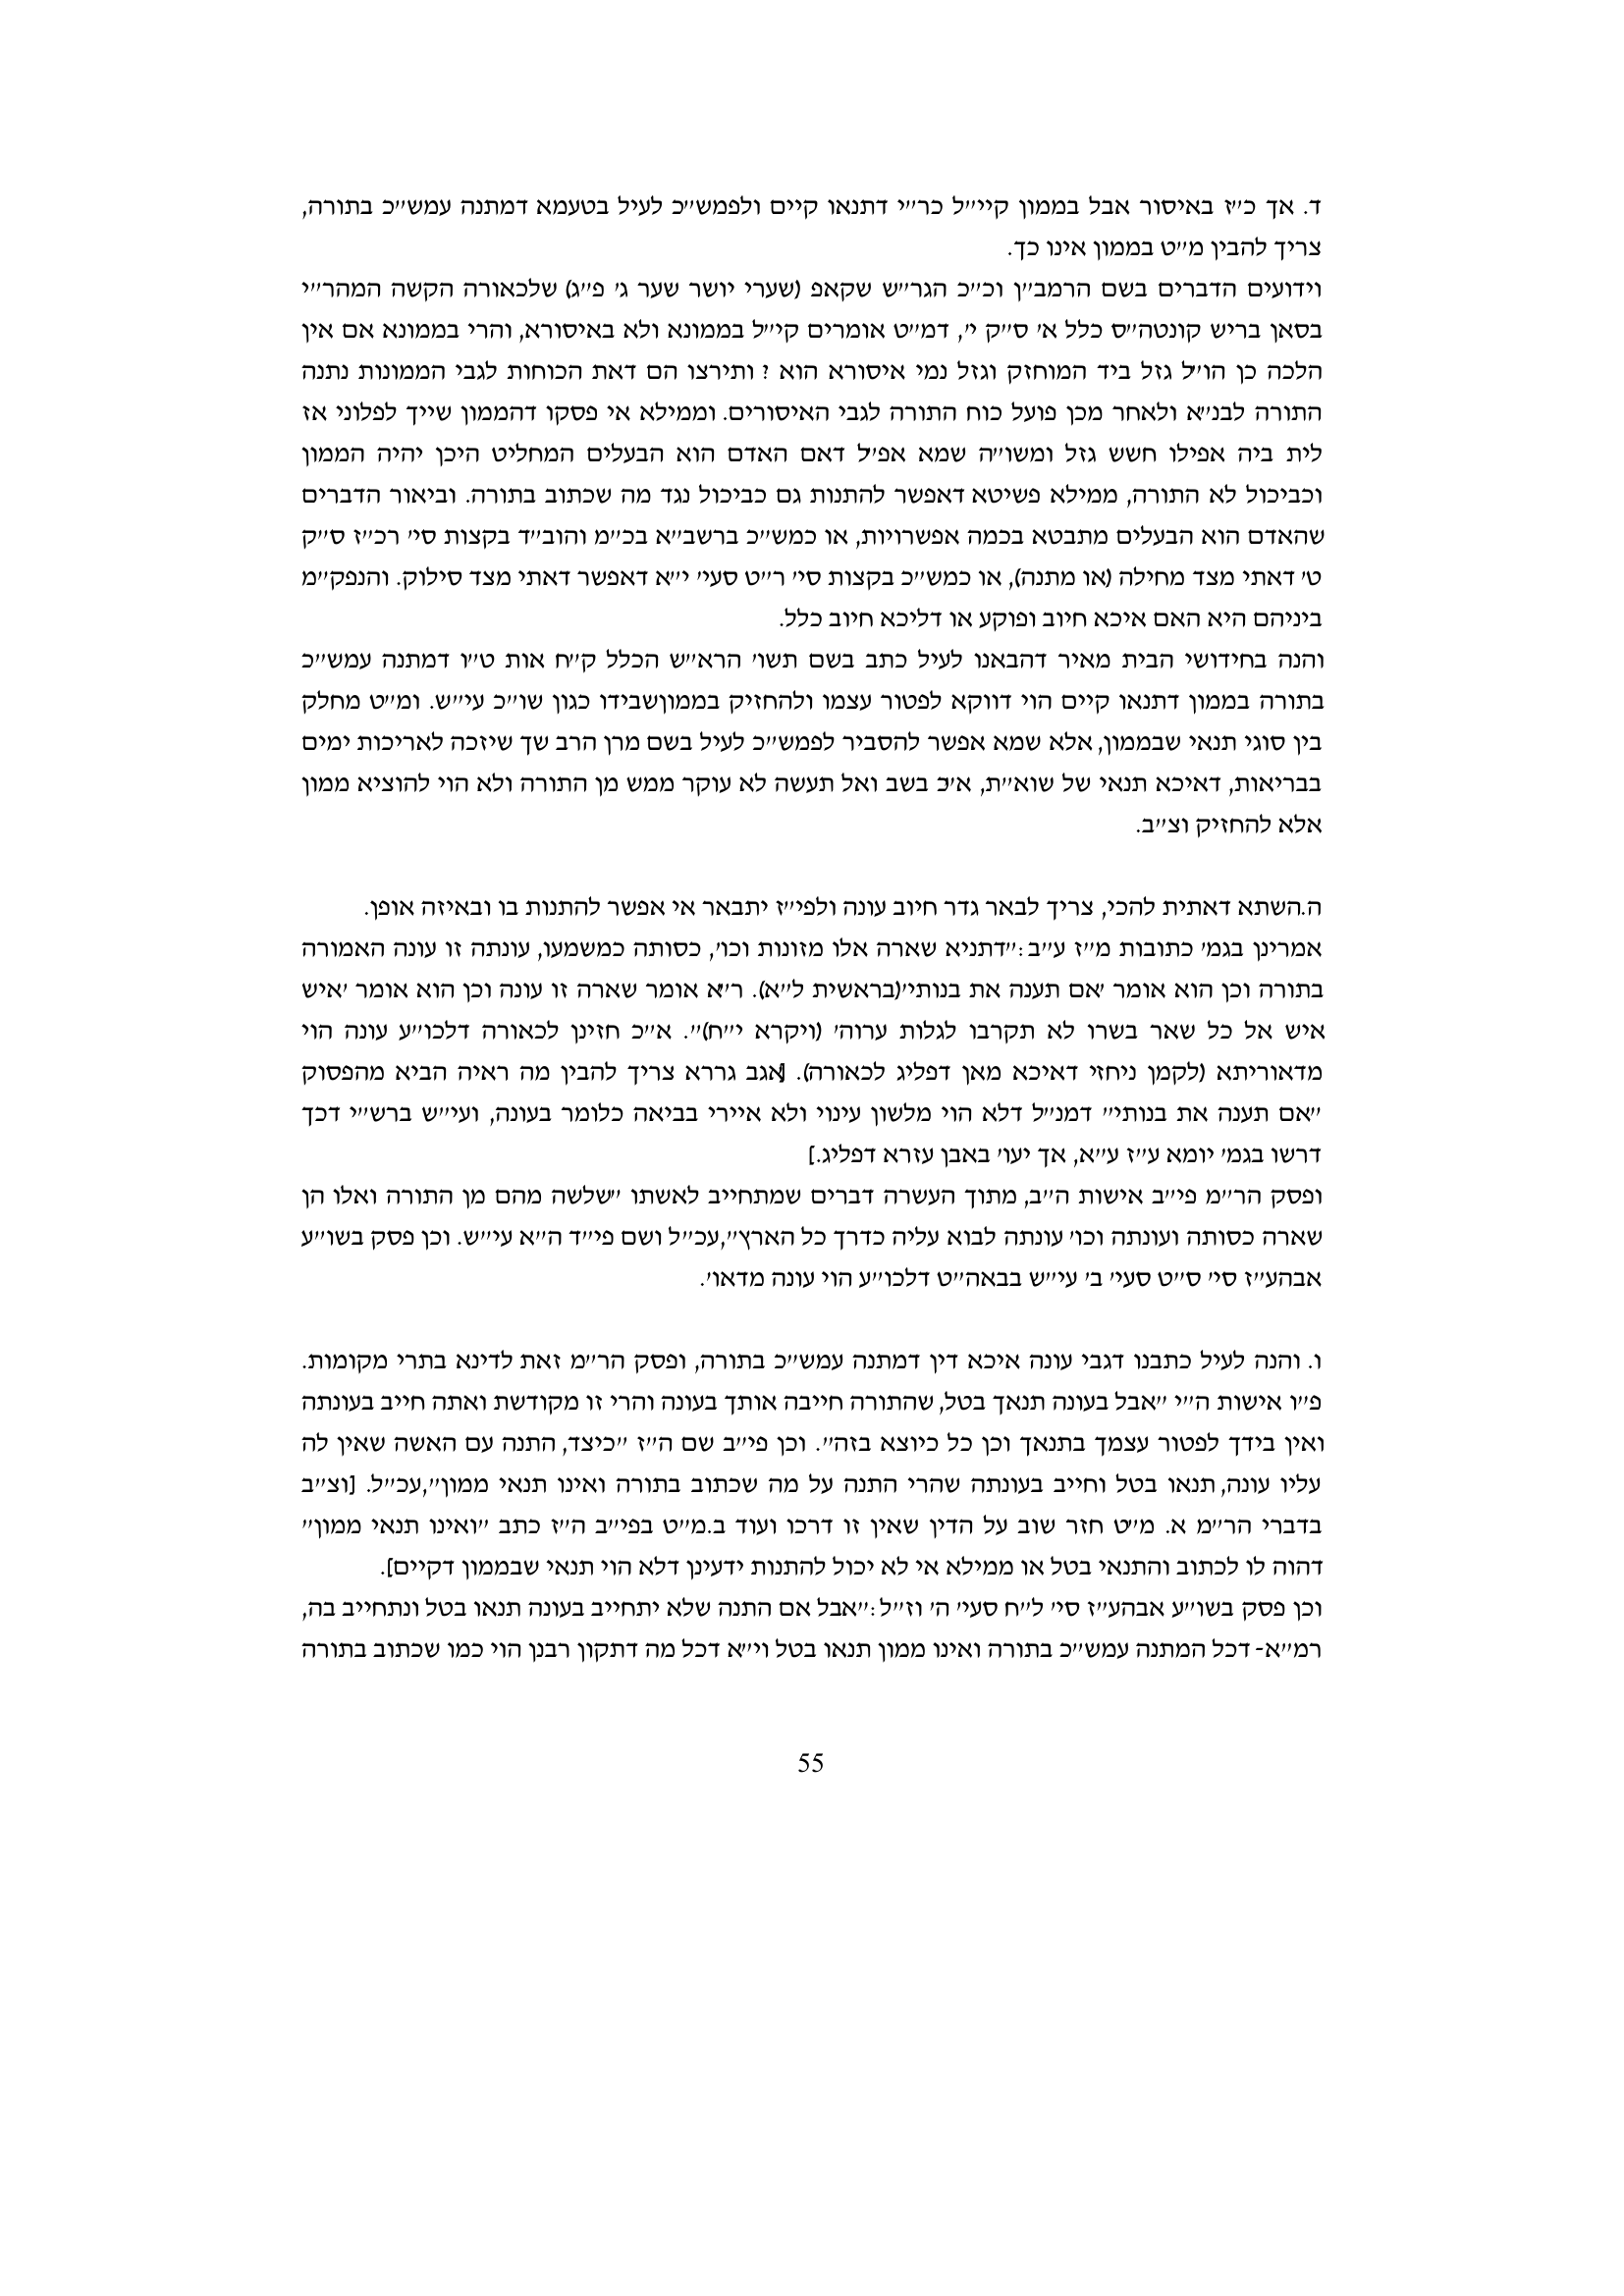 ד. אך כ״ז באיסור אבל בממון קיי״ל כר״י דתנאו קיים ולפמש״כ לעיל בטעמא דמתנה עמש״כ בתורה,
צריך להבין מ״ט בממון אינו כך.
וידועים הדברים בשם הרמב״ן וכ״כ הגר״ש שקאפ (שערי יושר שער ג׳ פ״ג) שלכאורה הקשה המהר״י
בסאן בריש קונטה״ס כלל א׳ ס״ק י׳, דמ״ט אומרים קי״ל בממונא ולא באיסורא, והרי בממונא אם אין
הלכה כן הו״ל גזל ביד המוחזק וגזל נמי איסורא הוא ? ותירצו הם דאת הכוחות לגבי הממונות נתנה
התורה לבנ״א ולאחר מכן פועל כוח התורה לגבי האיסורים. וממילא אי פסקו דהממון שייך לפלוני אז
לית ביה אפילו חשש גזל ומשו״ה שמא אפ״ל דאם האדם הוא הבעלים המחליט היכן יהיה הממון
וכביכול לא התורה, ממילא פשיטא דאפשר להתנות גם כביכול נגד מה שכתוב בתורה. וביאור הדברים
שהאדם הוא הבעלים מתבטא בכמה אפשרויות, או כמש״כ ברשב״א בכ״מ והוב״ד בקצות סי׳ רכ״ז ס״ק
ט׳ דאתי מצד מחילה (או מתנה), או כמש״כ בקצות סי׳ ר״ט סעי׳ י״א דאפשר דאתי מצד סילוק. והנפק״מ
ביניהם היא האם איכא חיוב ופוקע או דליכא חיוב כלל.
והנה בחידושי הבית מאיר דהבאנו לעיל כתב בשם תשו׳ הרא״ש הכלל ק״ח אות ט״ו דמתנה עמש״כ
בתורה בממון דתנאו קיים הוי דווקא לפטור עצמו ולהחזיק בממוןשבידו כגון שו״כ עי״ש. ומ״ט מחלק
בין סוגי תנאי שבממון, אלא שמא אפשר להסביר לפמש״כ לעיל בשם מרן הרב שך שיזכה לאריכות ימים
בבריאות, דאיכא תנאי של שוא״ת, א״כ בשב ואל תעשה לא עוקר ממש מן התורה ולא הוי להוציא ממון
אלא להחזיק וצ״ב.
ה.השתא דאתית להכי, צריך לבאר גדר חיוב עונה ולפי״ז יתבאר אי אפשר להתנות בו ובאיזה אופן.
אמרינן בגמ׳ כתובות מ״ז ע״ב :״דתניא שארה אלו מזונות וכו׳, כסותה כמשמעו, עונתה זו עונה האמורה
בתורה וכן הוא אומר ׳אם תענה את בנותי׳(בראשית ל״א). ר״א אומר שארה זו עונה וכן הוא אומר ׳איש
איש אל כל שאר בשרו לא תקרבו לגלות ערוה׳ (ויקרא י״ח)״. א״כ חזינן לכאורה דלכו״ע עונה הוי
מדאוריתא (לקמן ניחזי דאיכא מאן דפליג לכאורה). [אגב גררא צריך להבין מה ראיה הביא מהפסוק
״אם תענה את בנותי״ דמנ״ל דלא הוי מלשון עינוי ולא איירי בביאה כלומר בעונה, ועי״ש ברש״י דכך
דרשו בגמ׳ יומא ע״ז ע״א, אך יעו׳ באבן עזרא דפליג.]
ופסק הר״מ פי״ב אישות ה״ב, מתוך העשרה דברים שמתחייב לאשתו ״שלשה מהם מן התורה ואלו הן
שארה כסותה ועונתה וכו׳ עונתה לבוא עליה כדרך כל הארץ״,עכ״ל ושם פי״ד ה״א עי״ש. וכן פסק בשו״ע
אבהע״ז סי׳ ס״ט סעי׳ ב׳ עי״ש בבאה״ט דלכו״ע הוי עונה מדאו׳.
ו. והנה לעיל כתבנו דגבי עונה איכא דין דמתנה עמש״כ בתורה, ופסק הר״מ זאת לדינא בתרי מקומות.
פ״ו אישות ה״י ״אבל בעונה תנאך בטל, שהתורה חייבה אותך בעונה והרי זו מקודשת ואתה חייב בעונתה
ואין בידך לפטור עצמך בתנאך וכן כל כיוצא בזה״. וכן פי״ב שם ה״ז ״כיצד, התנה עם האשה שאין לה
עליו עונה, תנאו בטל וחייב בעונתה שהרי התנה על מה שכתוב בתורה ואינו תנאי ממון״,עכ״ל. [וצ״ב
בדברי הר״מ א. מ״ט חזר שוב על הדין שאין זו דרכו ועוד ב.מ״ט בפי״ב ה״ז כתב ״ואינו תנאי ממון״
דהוה לו לכתוב והתנאי בטל או ממילא אי לא יכול להתנות ידעינן דלא הוי תנאי שבממון דקיים].
וכן פסק בשו״ע אבהע״ז סי׳ ל״ח סעי׳ ה׳ וז״ל :״אבל אם התנה שלא יתחייב בעונה תנאו בטל ונתחייב בה,
רמ״א- דכל המתנה עמש״כ בתורה ואינו ממון תנאו בטל וי״א דכל מה דתקון רבנן הוי כמו שכתוב בתורה
55